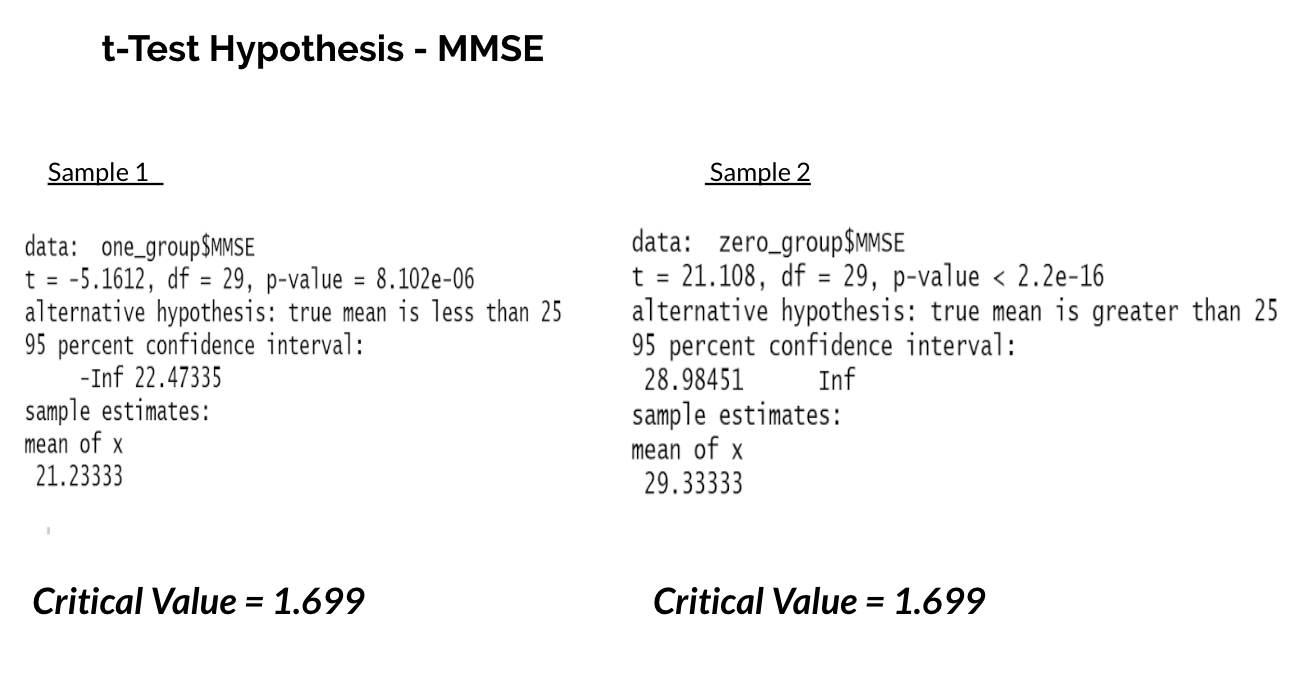 t-Test Hypothesis - MMSE
Sample 1
data:  one_group$MMSE
t = -5.1612, df = 29, p-value = 8.102e-06
alternative hypothesis: true mean is less than 25
95 percent confidence interval:
-Inf 22.47335
sample estimates:
mean of x
21.23333
Critical Value = 1.699
Sample 2
data:  zero_group$MMSE
t = 21.108, df = 29, p-value < 2.2e-16
alternative hypothesis: true mean is greater than 25
95 percent confidence interval:
28.98451      Inf
sample estimates:
mean of x
29.33333
Critical Value = 1.699